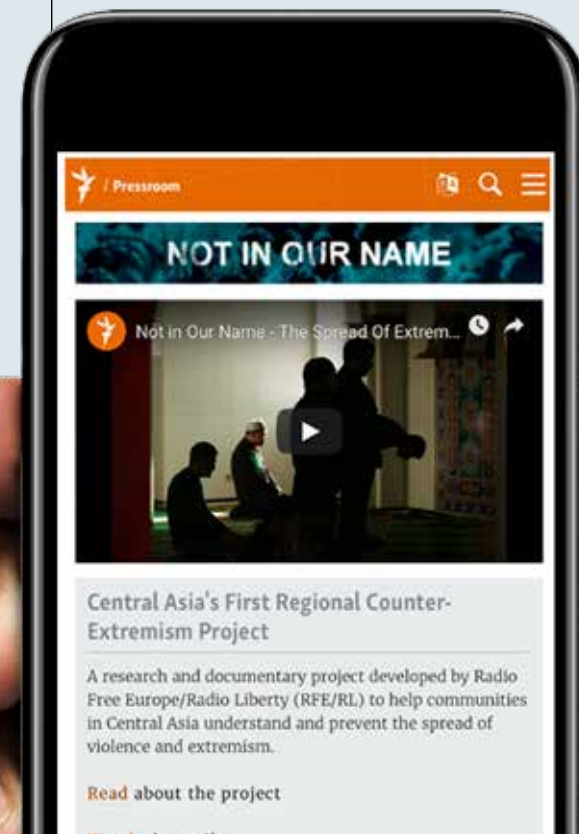 / Pressroom
NOT IN OUR NAME
Not in Our Name - The Spread Of Extrem...
Central Asia's First Regional Counter-
Extremism Project
A research and documentary project developed by Radio
Free Europe/Radio Liberty (RFE/RL) to help communities
in Central Asia understand and prevent the spread of
violence and extremism.
Read about the project